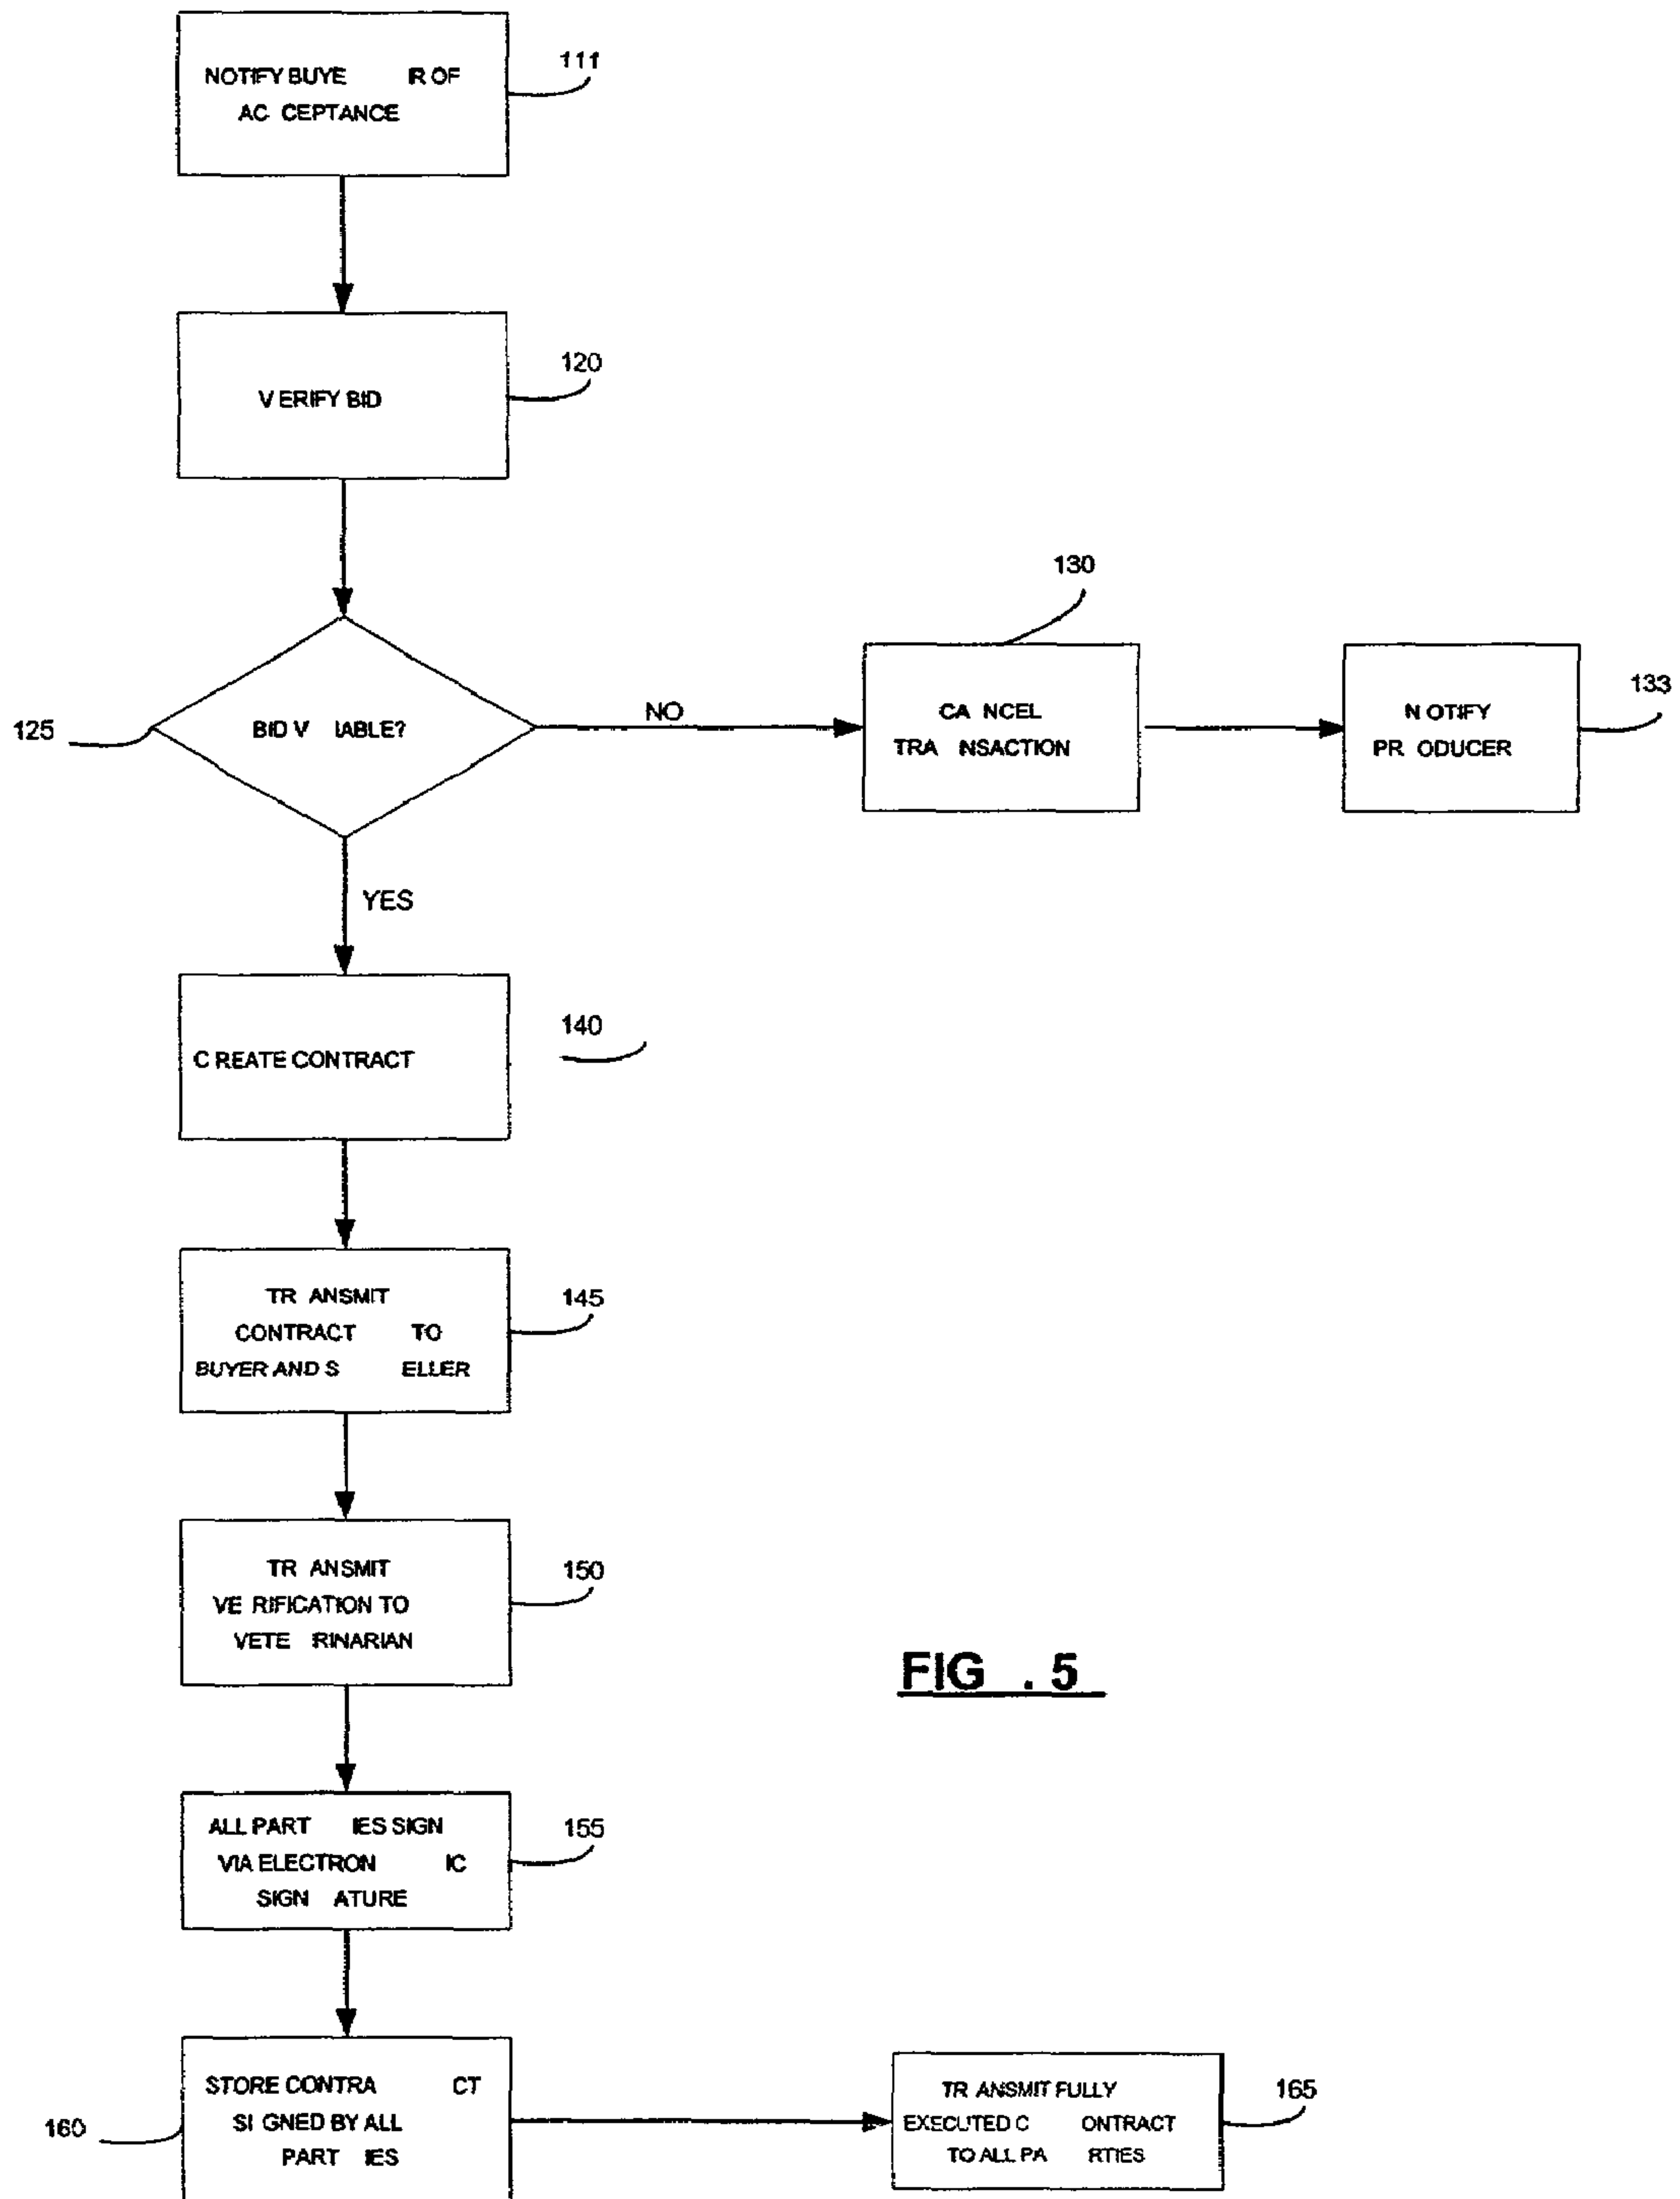 NOTIFY BUYE R OF
AC CEPTANCE
111
V ERIFY BID
120
130
BID V IABLE?
125
NO
CA NCEL
TRA NSACTION
N OTIFY
PR ODUCER
133
YES
C REATE CONTRACT
140
TR ANSMIT
CONTRACT TO
BUYER AND S ELLER
145
TR ANSMIT
VE RIFICATION TO
VETE RINARIAN
150
FIG . 5
ALL PART IES SIGN
VIA ELECTRON IC
SIGN ATURE
155
STORE CONTRA CT
SI GNED BY ALL
PART IES
160
TR ANSMIT FULLY
EXECUTED C ONTRACT
TO ALL PA RTIES
165